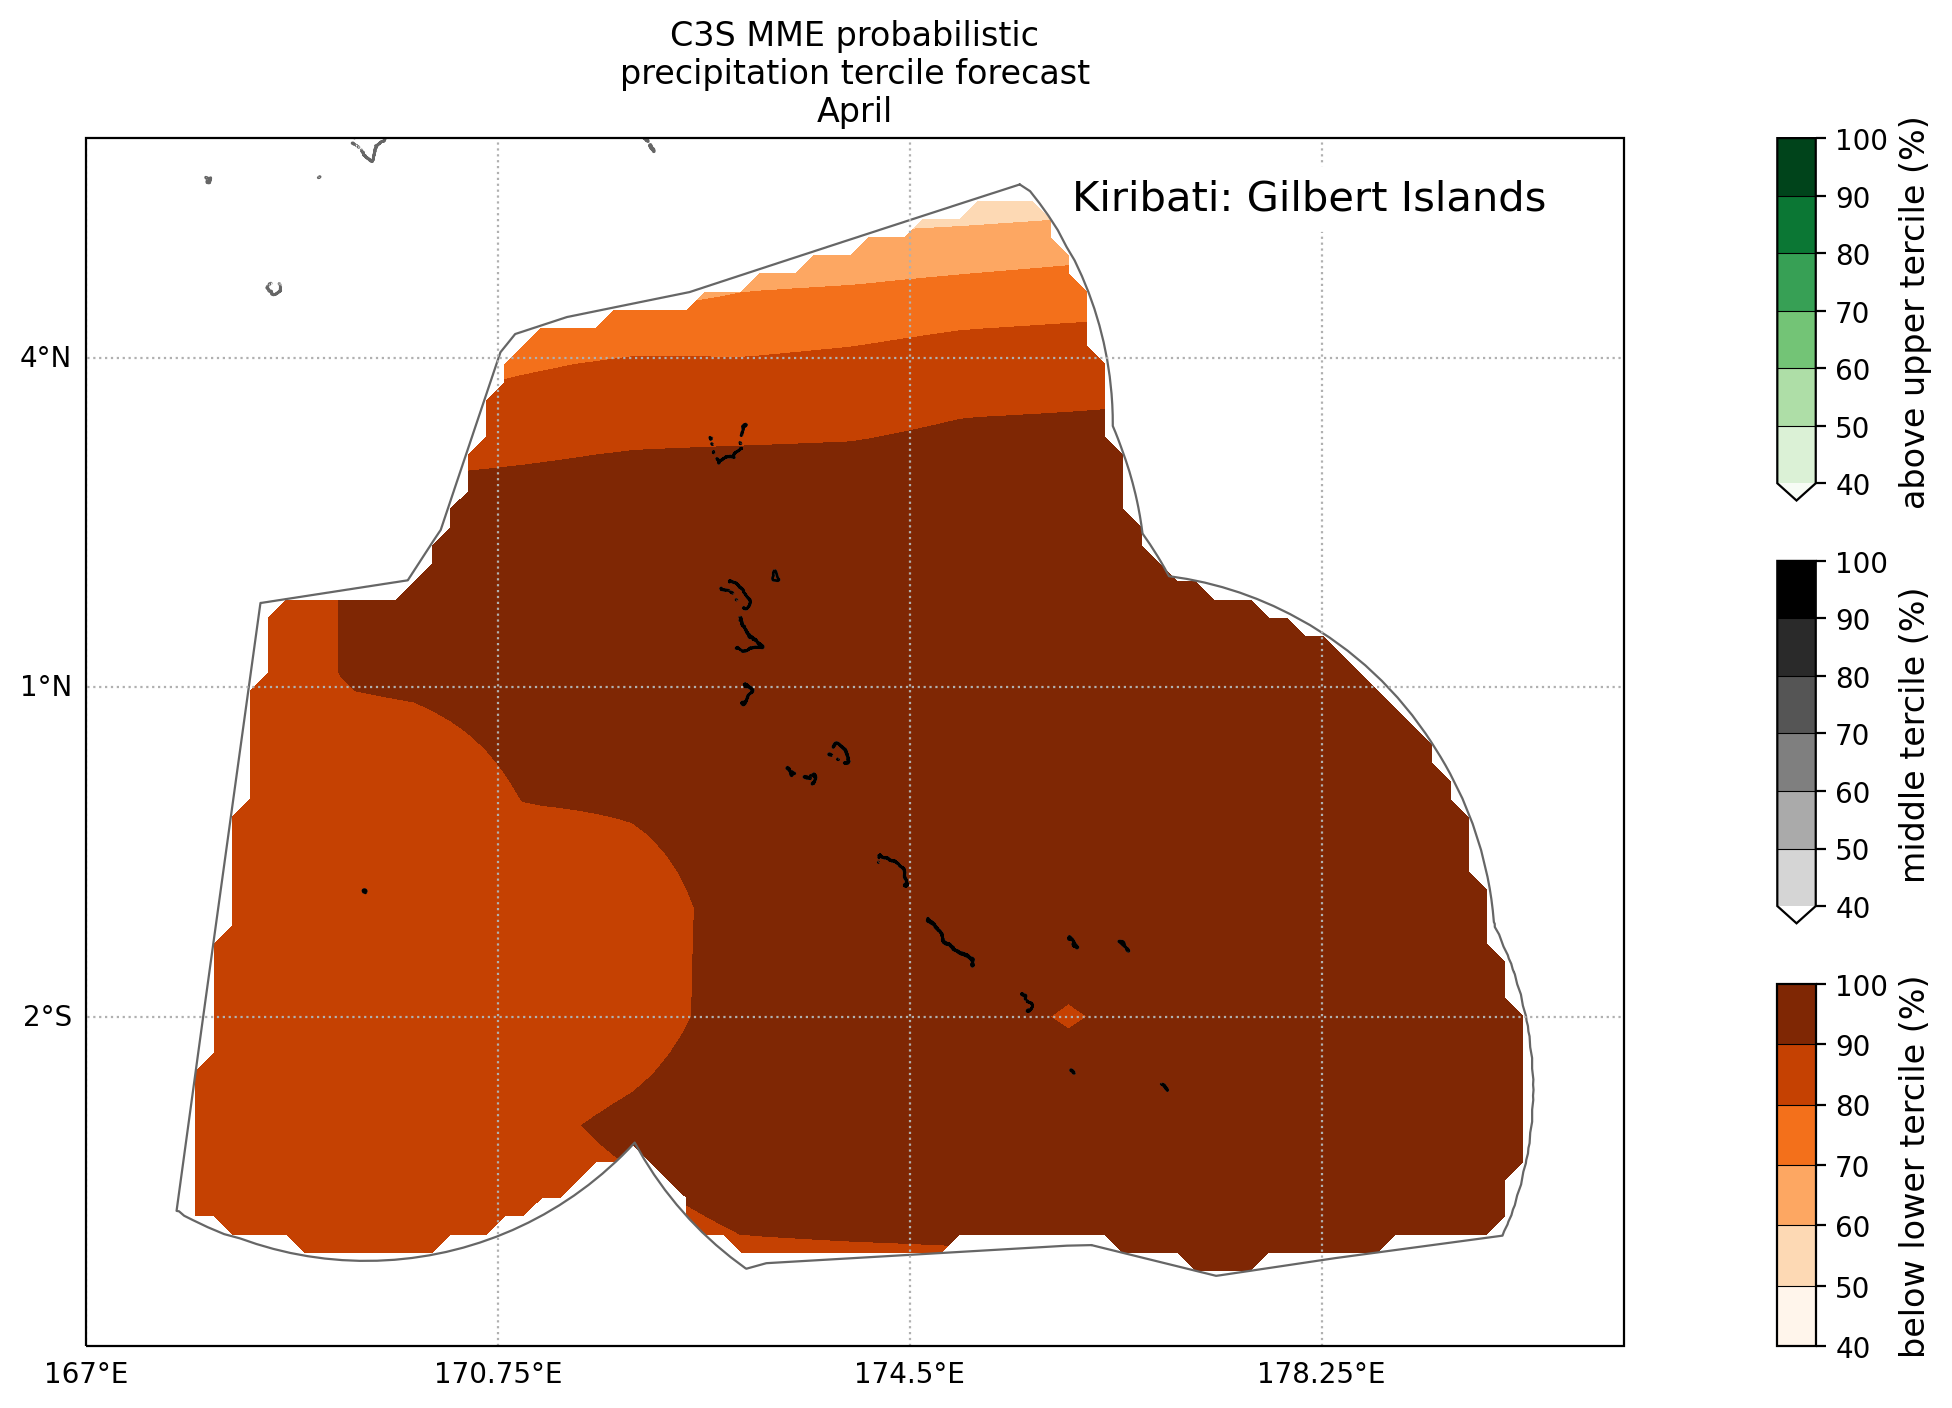 C3S MME probabilistic
precipitation tercile forecast
April
Kiribati: Gilbert Islands
4°N
1°N
2°S
167°E
170.75°E
174.5°E
178.25°E
100
90
80
70
60
50
40
above upper tercile (%)
100
90
80
70
60
50
40
middle tercile (%)
100
90
80
70
60
50
40
below lower tercile (%)